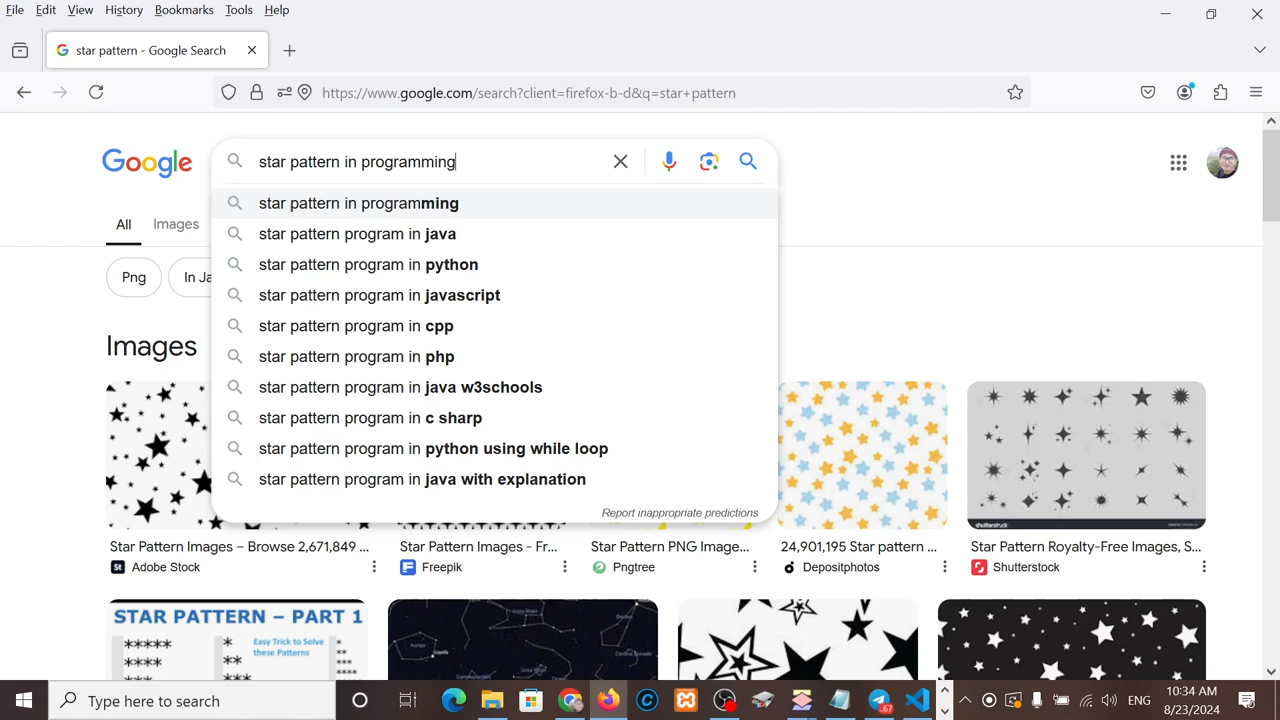 File Edit View History Bookmarks Tools Help
star pattern - Google Search
https://www.google.com/search?client=firefox-b-d&q=star+pattern
Google
star pattern in programming
star pattern in programming
star pattern program in java
star pattern program in python
star pattern program in javascript
star pattern program in cpp
star pattern program in php
star pattern program in java w3schools
star pattern program in c sharp
star pattern program in python using while loop
star pattern program in java with explanation
Report inappropriate predictions
All Images
Png In Ja
Images
shutterstock
Star Pattern Images – Browse 2,671,849 ...
St Adobe Stock
Star Pattern Images - Fr...
Freepik
Star Pattern PNG Image...
Pngtree
24,901,195 Star pattern ...
Depositphotos
Star Pattern Royalty-Free Images, S...
Shutterstock
STAR PATTERN – PART 1
*****
****
***
*
**
***
Easy Trick to Solve
these Patterns
Type here to search
67
ENG
10:34 AM
8/23/2024